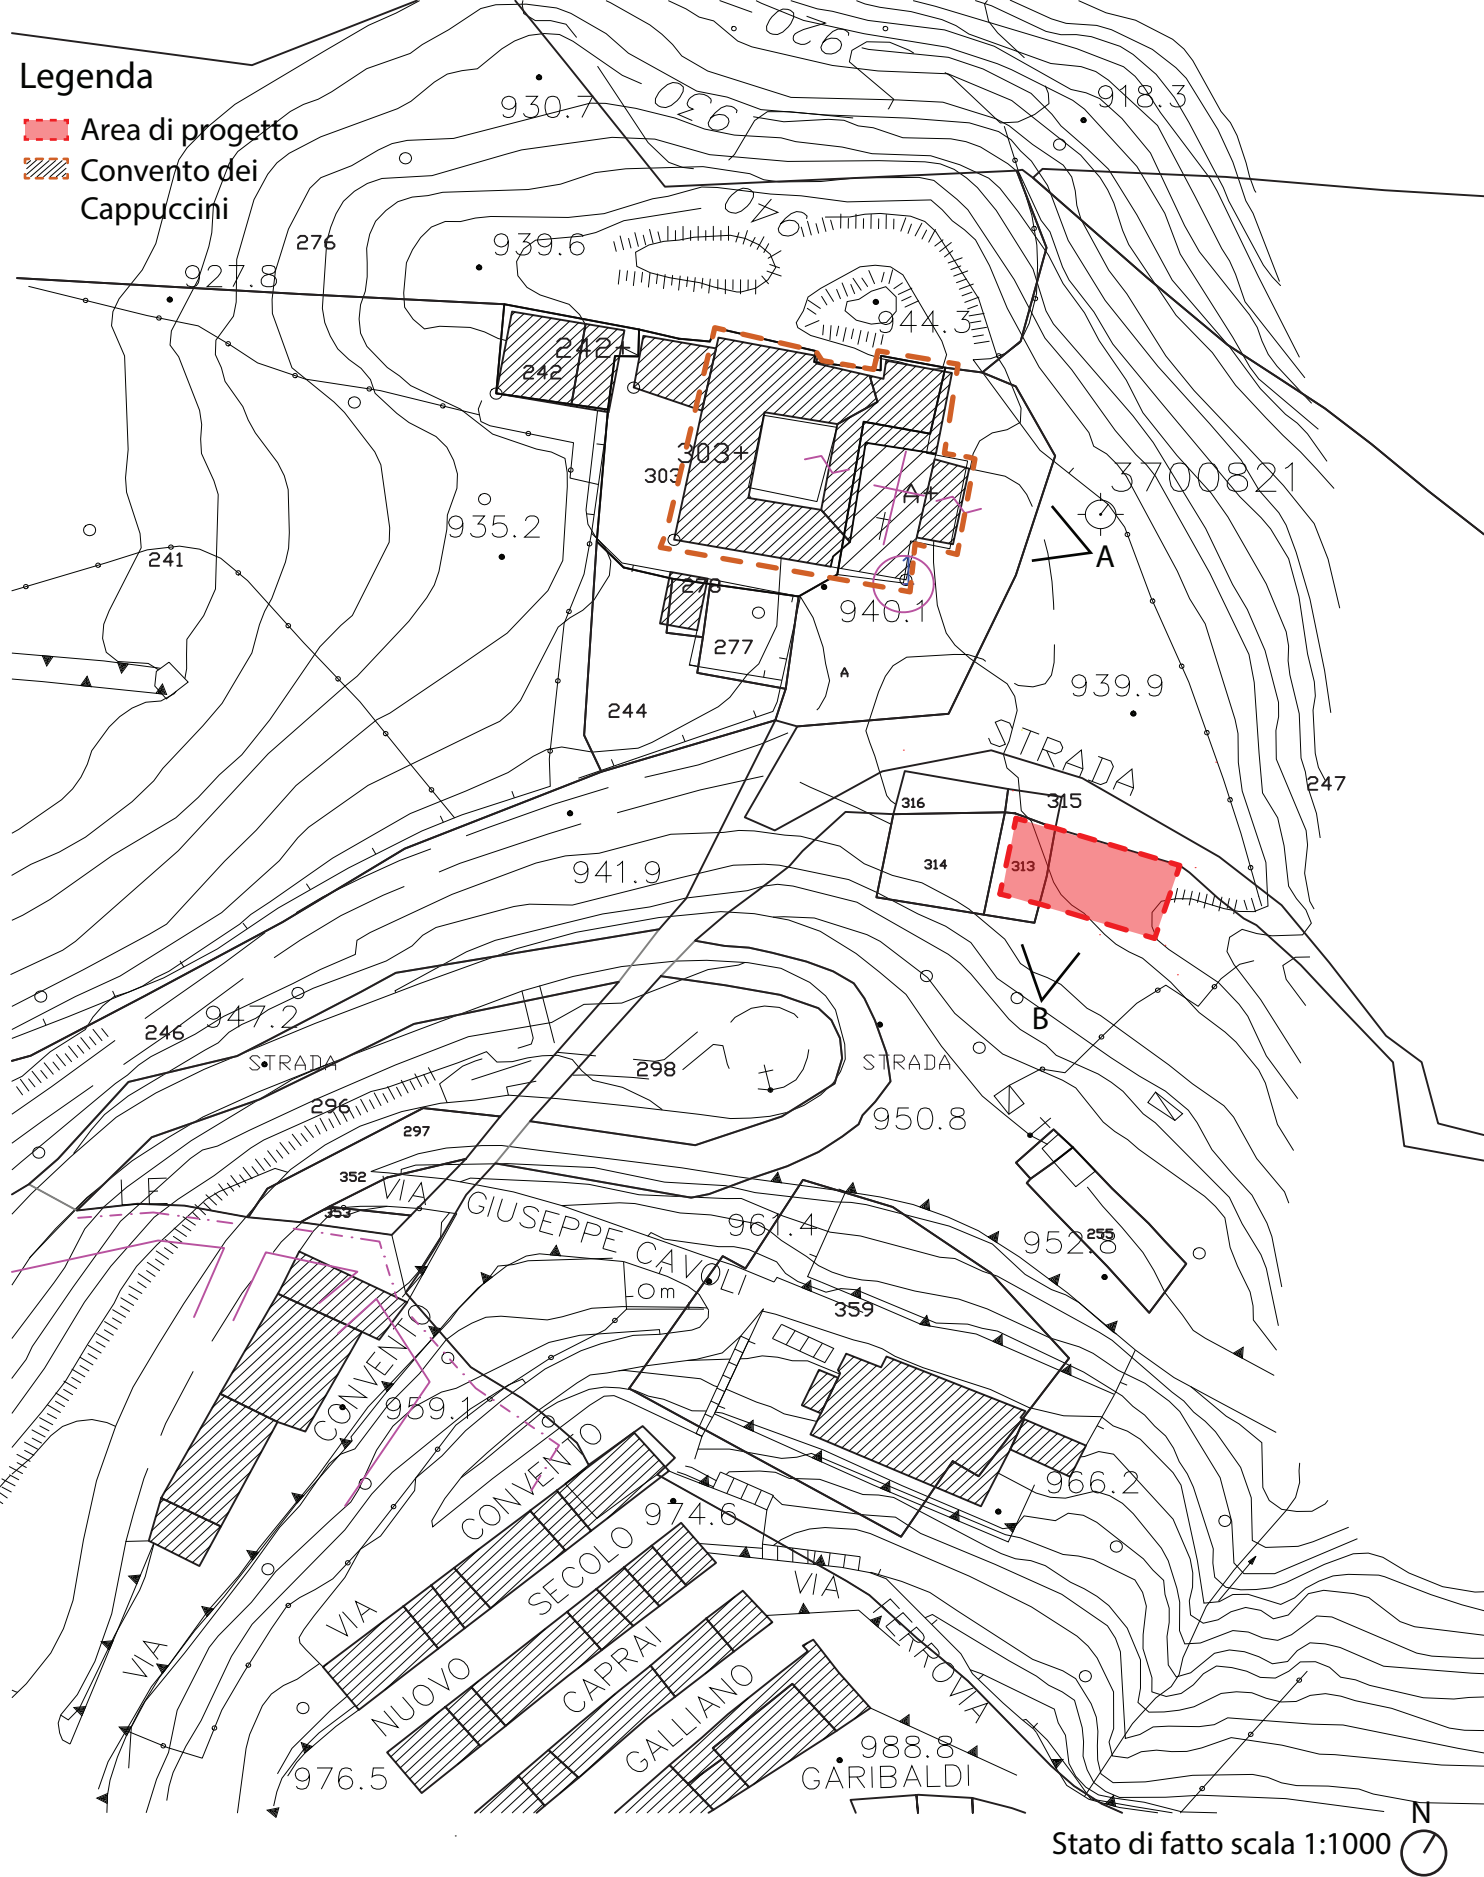 920
930.7
930
918.3
Legenda
Area di progetto
Convento dei
Cappuccini
940
276
939.6
927.8
944.3
242+
242
303+
303
3700821
A+
935.2
A
241
278
940.1
277
A
939.9
244
STRADA
247
315
316
941.9
314
313
947.2
246
B
STRADA
298
STRADA
296
950.8
297
352
VIA
353
GIUSEPPE CAVOLI
961.4
952.8
255
m
359
CONVENTO
959.1
CONVENTO
966.2
974.6
SECOLO
VIA
VIA
FERROVIA
VIA
NUOVO
CAPRAI
GALLIANO
988.8
976.5
GARIBALDI
N
Stato di fatto scala 1:1000